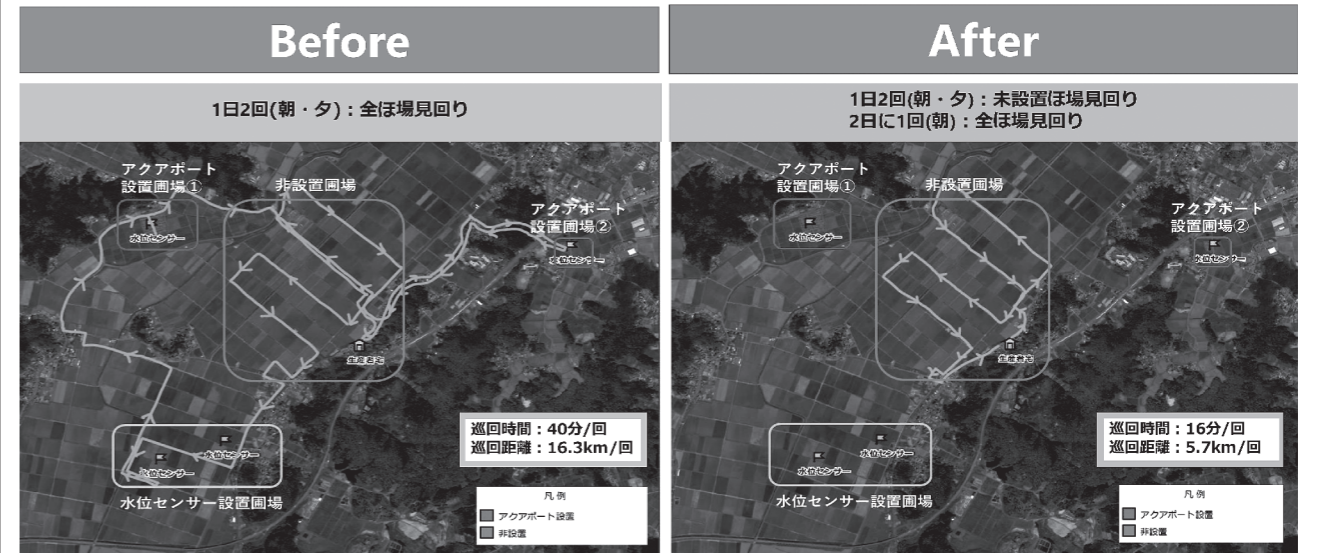 Before
1日2回(朝・夕)：全ほ場見回り
アクアポート
設置圃場①
非設置圃場
アクアポート
設置圃場②
水位センサー
水位センサー
生産者宅
水位センサー
水位センサー
水位センサー設置圃場
巡回時間：40分/回
巡回距離：16.3km/回
凡例
アクアポート設置
非設置
After
1日2回(朝・夕)：未設置ほ場見回り
2日に1回(朝)：全ほ場見回り
アクアポート
設置圃場①
非設置圃場
アクアポート
設置圃場②
水位センサー
水位センサー
生産者宅
水位センサー
水位センサー
水位センサー設置圃場
巡回時間：16分/回
巡回距離：5.7km/回
凡例
アクアポート設置
非設置